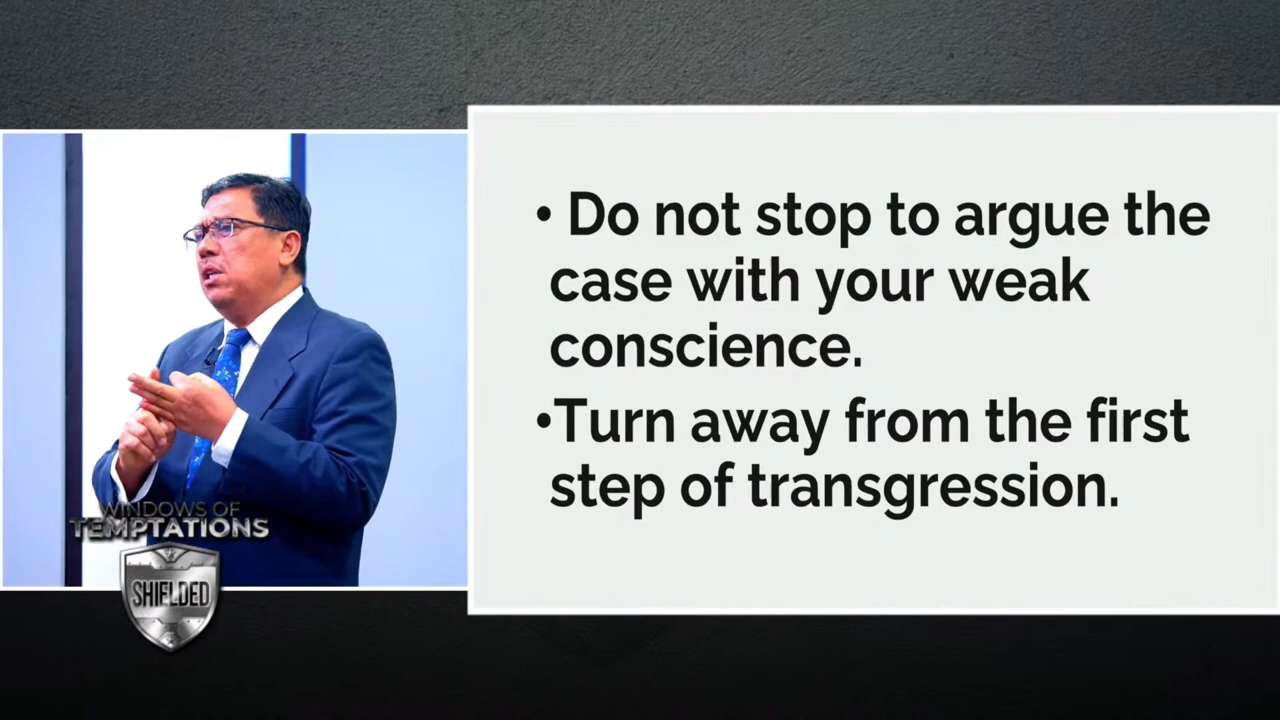 • Do not stop to argue the
case with your weak
conscience.
•Turn away from the first
step of transgression.
WINDOWS OF
TEMPTATIONS
SHIELDED